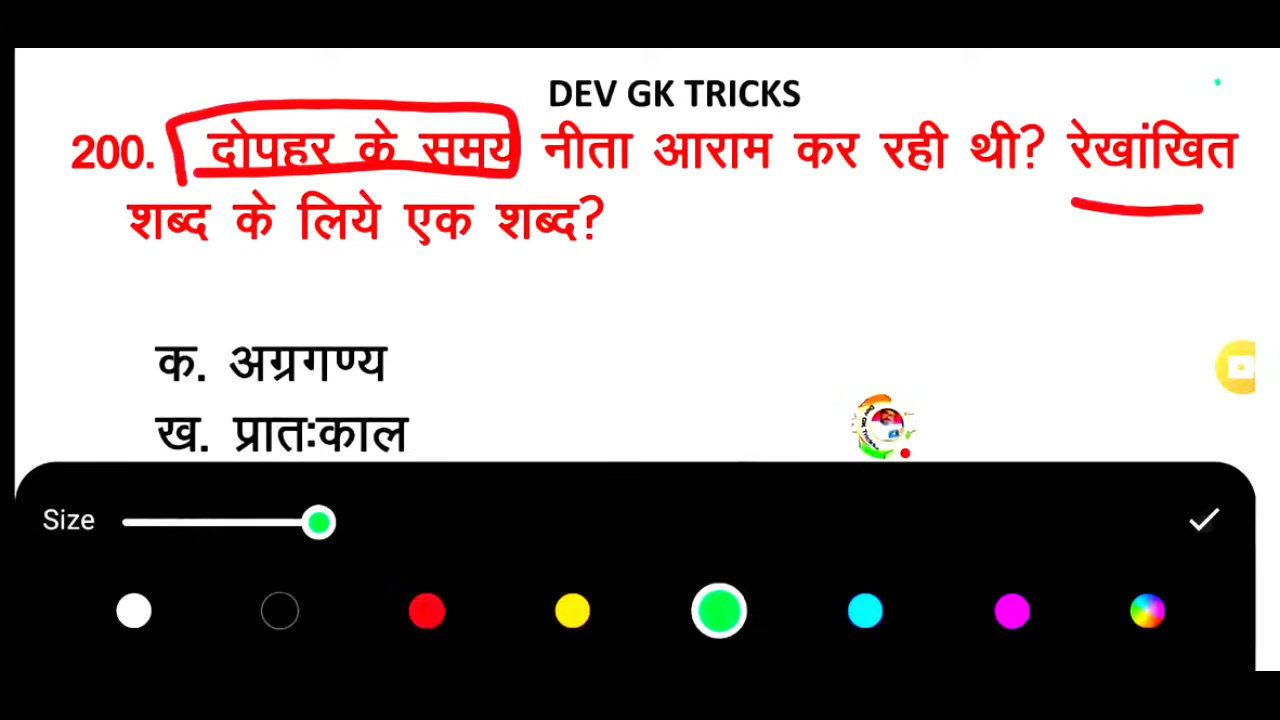 DEV GK TRICKS
200. दोपहर के समय नीता आराम कर रही थी? रेखांखित
शब्द के लिये एक शब्द?
क. अग्रगण्य
ख. प्रातःकाल
Size